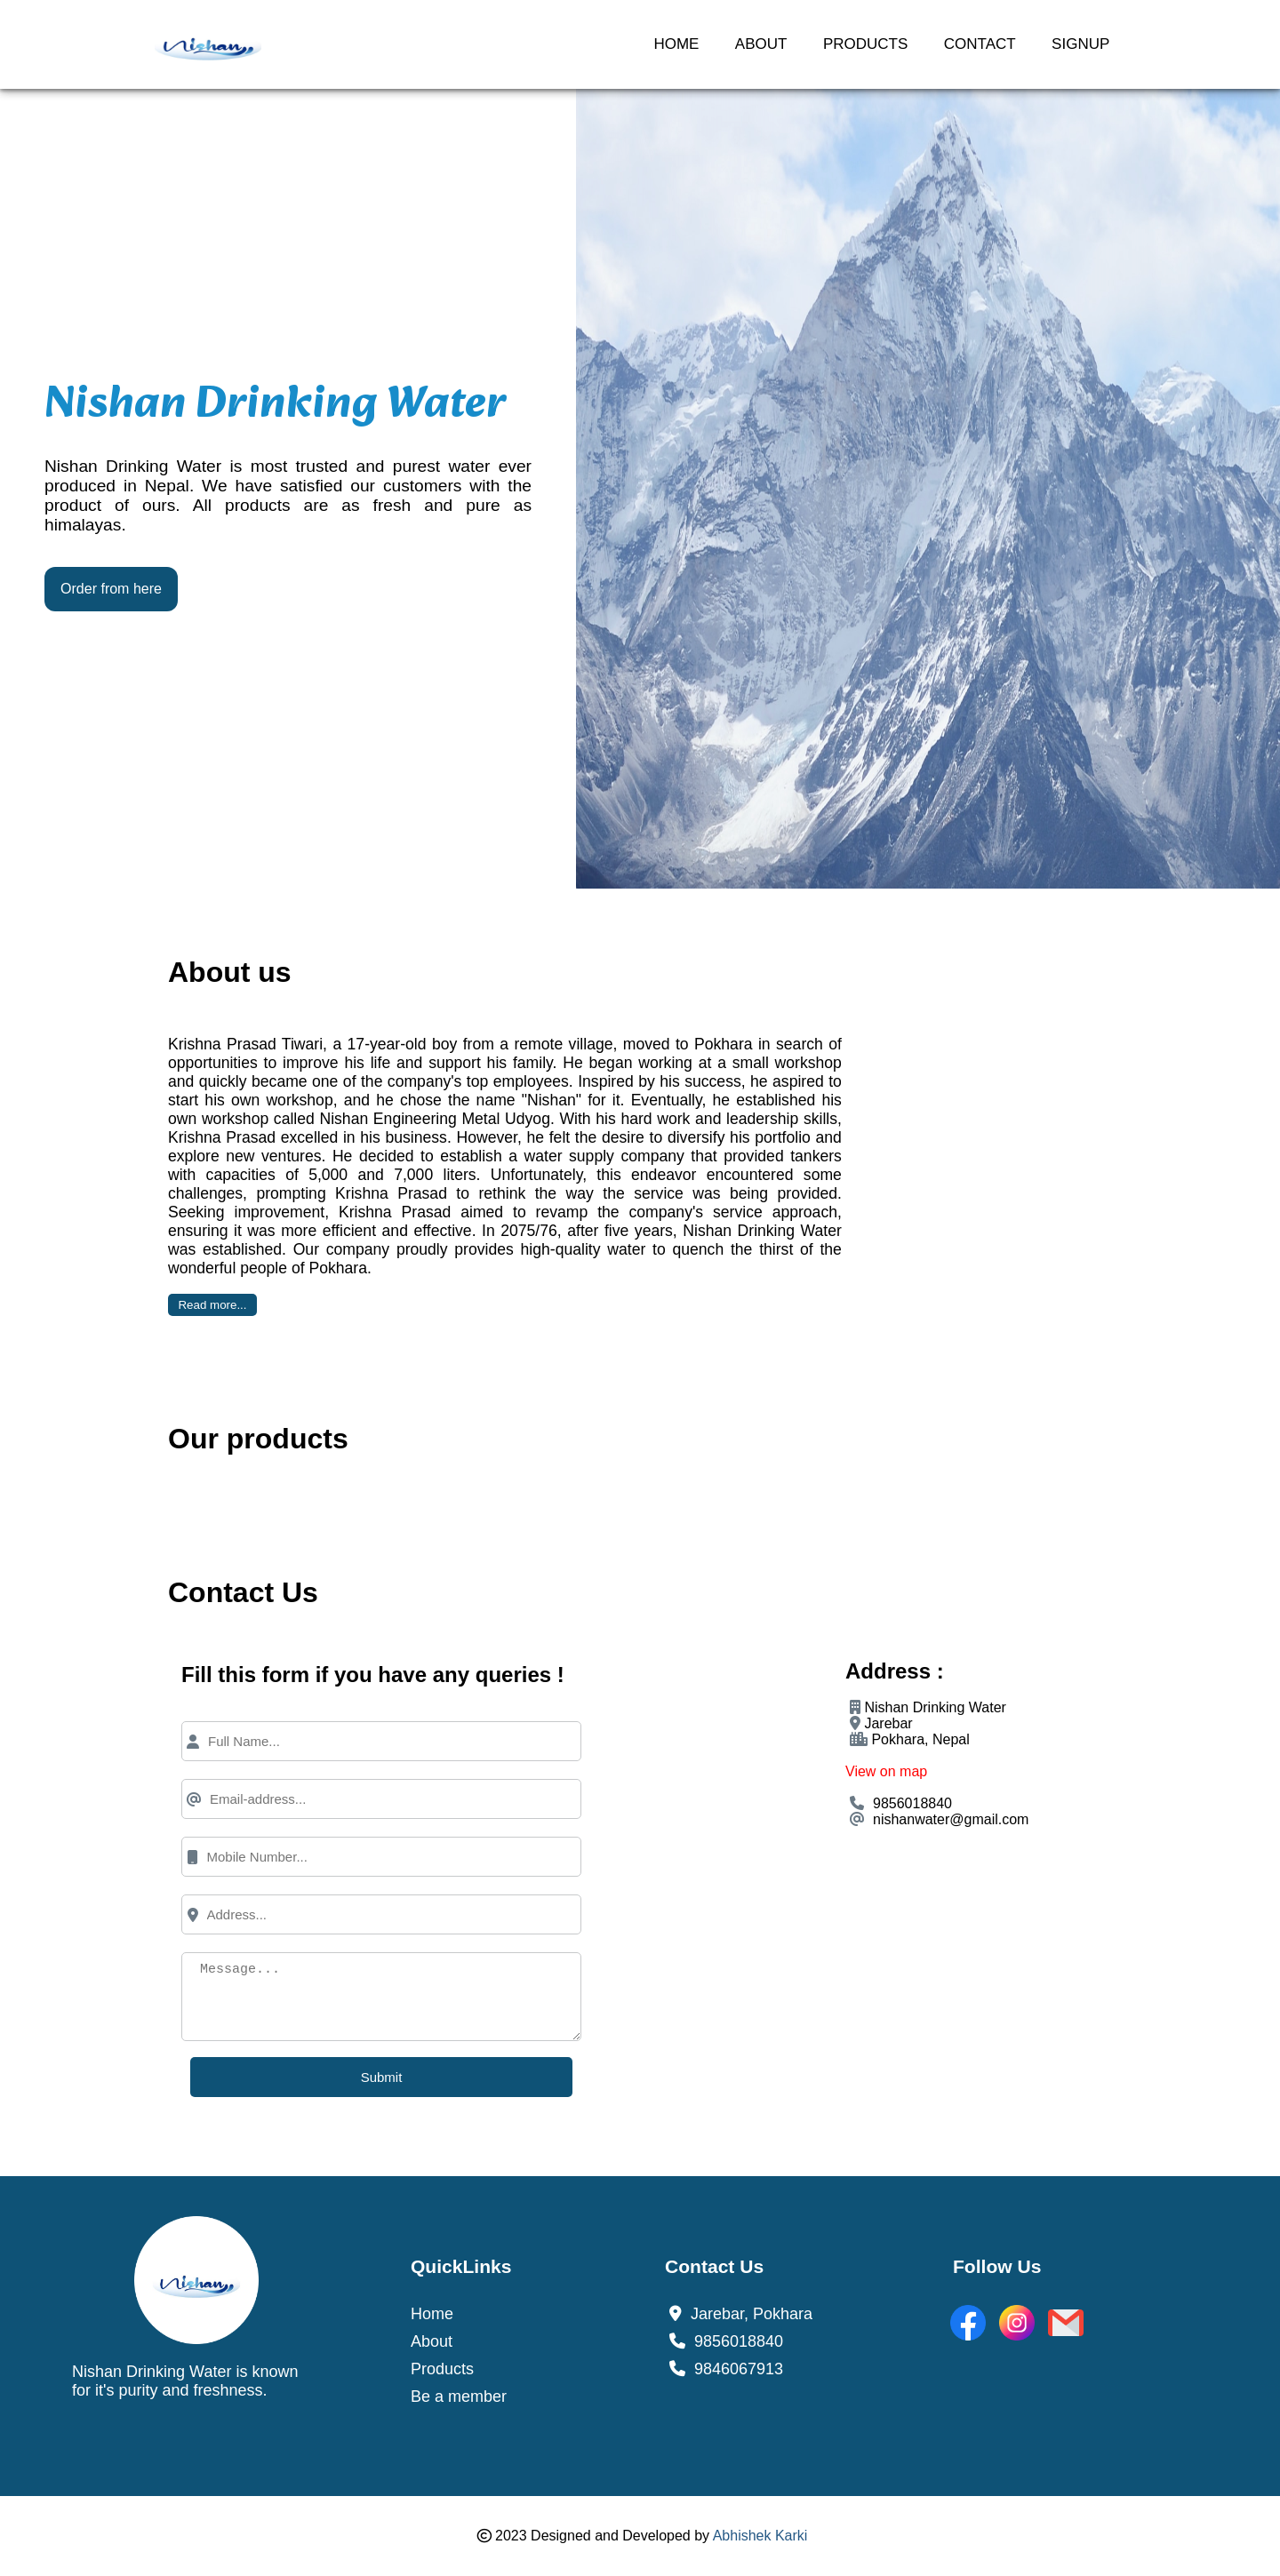 Nishan
HOME
ABOUT
PRODUCTS
CONTACT
SIGNUP
Nishan Drinking Water
Nishan Drinking Water is most trusted and purest water ever
produced in Nepal. We have satisfied our customers with the
product of ours. All products are as fresh and pure as
himalayas.
Order from here
About us
Krishna Prasad Tiwari, a 17-year-old boy from a remote village, moved to Pokhara in search of
opportunities to improve his life and support his family. He began working at a small workshop
and quickly became one of the company's top employees. Inspired by his success, he aspired to
start his own workshop, and he chose the name "Nishan" for it. Eventually, he established his
own workshop called Nishan Engineering Metal Udyog. With his hard work and leadership skills,
Krishna Prasad excelled in his business. However, he felt the desire to diversify his portfolio and
explore new ventures. He decided to establish a water supply company that provided tankers
with capacities of 5,000 and 7,000 liters. Unfortunately, this endeavor encountered some
challenges, prompting Krishna Prasad to rethink the way the service was being provided.
Seeking improvement, Krishna Prasad aimed to revamp the company's service approach,
ensuring it was more efficient and effective. In 2075/76, after five years, Nishan Drinking Water
was established. Our company proudly provides high-quality water to quench the thirst of the
wonderful people of Pokhara.
Read more...
Our products
Contact Us
Fill this form if you have any queries !
Full Name...
Email-address...
Mobile Number...
Address...
Message...
Submit
Address :
Nishan Drinking Water
Jarebar
Pokhara, Nepal
View on map
9856018840
nishanwater@gmail.com
Nishan
Nishan Drinking Water is known
for it's purity and freshness.
QuickLinks
Home
About
Products
Be a member
Contact Us
Jarebar, Pokhara
9856018840
9846067913
Follow Us
© 2023 Designed and Developed by Abhishek Karki